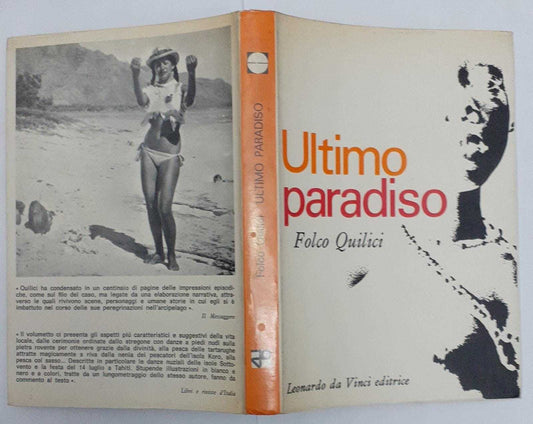 « Quilici ha condensato in un centinaio di pagine delle impressioni episodi-
che, come sul filo del caso, ma legate da una elaborazione narrativa, attra-
verso le quali rivivono scene, personaggi e umane storie in cui egli si è
imbattuto nel corso delle sue peregrinazioni nell'arcipelago ».
Il Messaggero
« Il volumetto ci presenta gli aspetti più caratteristici e suggestivi della vita
locale, dalle cerimonie ordinate dallo stregone con danze a piedi nudi sulla
pietra rovente per ottenere grazie dalla divinità, alla pesca delle tartarughe
attratte magicamente a riva dalla nenia dei pescatori dell'isola Koro, alla
pesca col sasso... Descritte in particolare le danze nuziali delle isole Sotto-
vento e la festa del 14 luglio a Tahiti. Stupende illustrazioni in bianco e
nero e a colori, tratte da un lungometraggio dello stesso autore, fanno da
commento al testo ».
Libri e riviste d'Italia
Folco Quilici ULTIMO PARADISO
Ultimo
paradiso
Folco Quilici
Leonardo da Vinci editrice